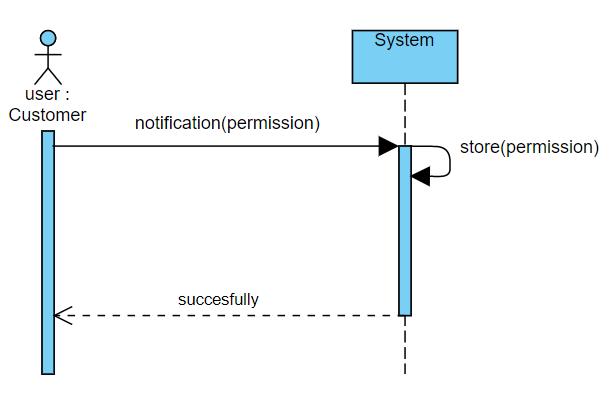 System
user :
Customer
notification(permission)
store(permission)
succesfully